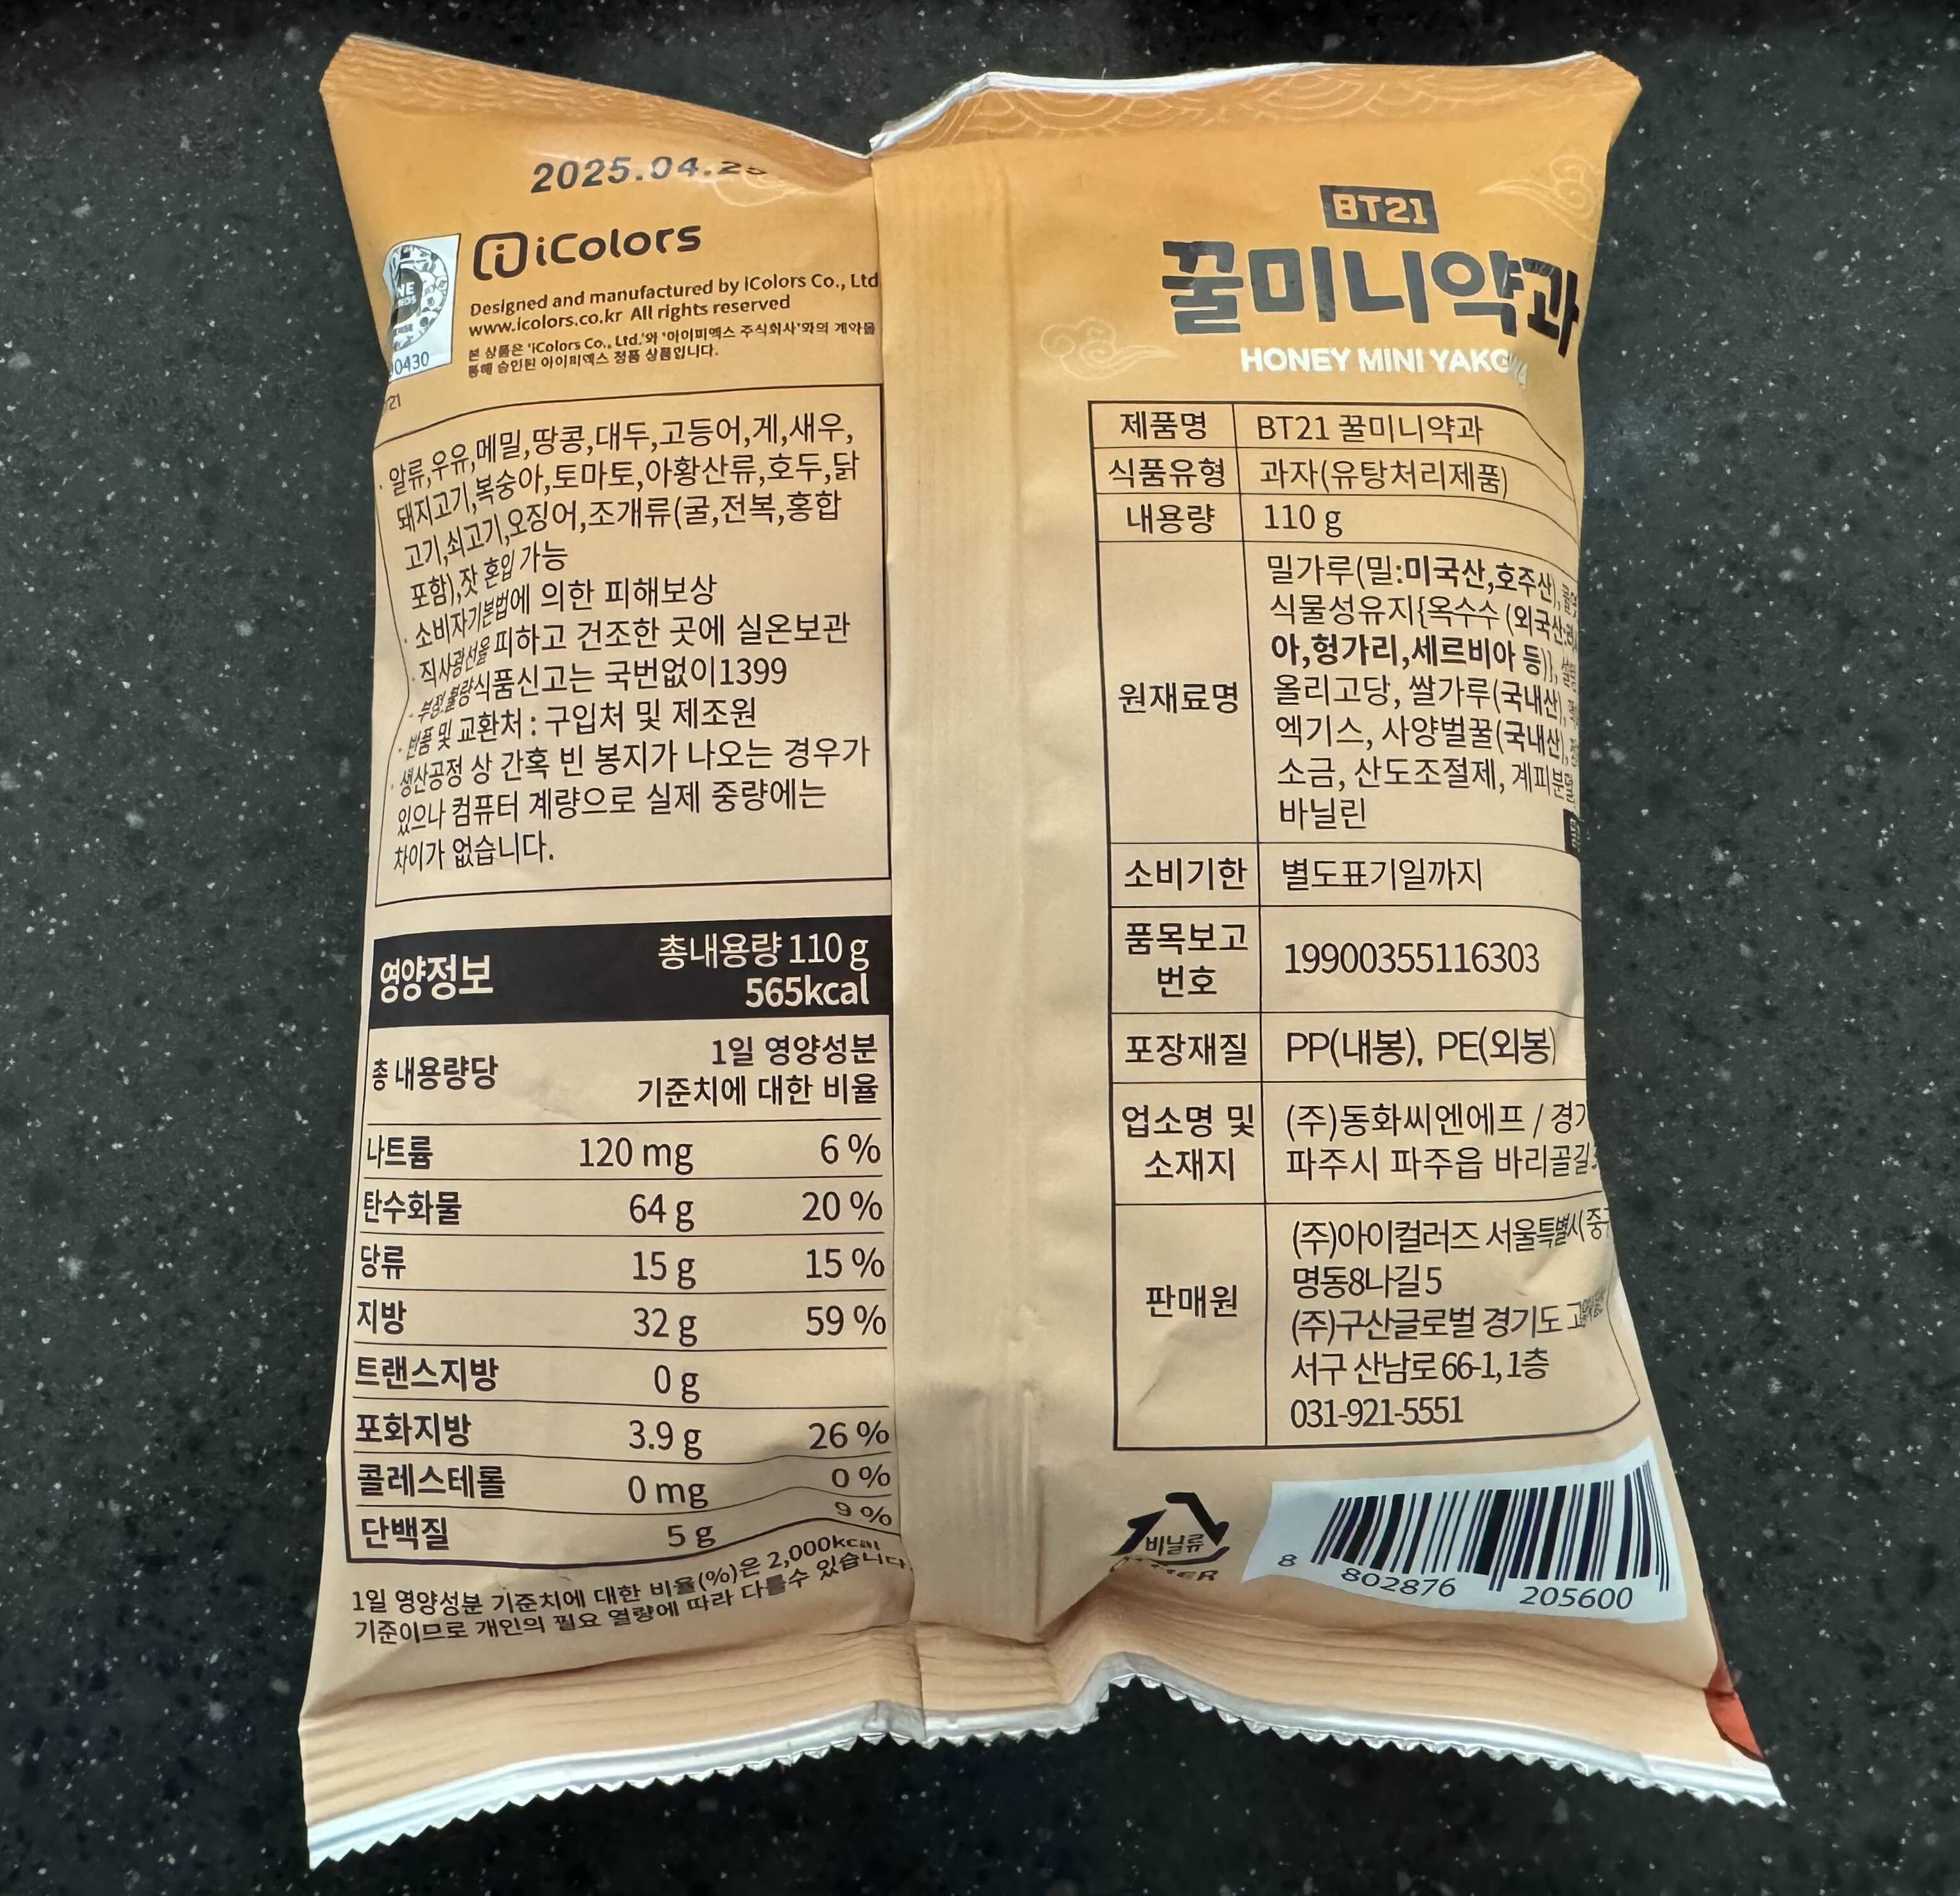 2025.04.2
iColors
Designed and manufactured by iColors Co., Ltd
www.icolors.co.kr All rights reserved
본 상품은 'iColors Co., Ltd.'와 '아이피엑스 주식회사'와의 계약을
통해 승인된 아이피엑스 정품 상품입니다.
0430
· 알류,우유,메밀,땅콩,대두,고등어,게,새우,
돼지고기,복숭아,토마토,아황산류,호두,닭
고기,쇠고기,오징어,조개류(굴,전복,홍합
포함),잣 혼입 가능
· 소비자기본법에 의한 피해보상
· 직사광선을 피하고 건조한 곳에 실온보관
· 부정.불량식품신고는 국번없이1399
· 반품 및 교환처 : 구입처 및 제조원
· 생산공정 상 간혹 빈 봉지가 나오는 경우가
있으나 컴퓨터 계량으로 실제 중량에는
차이가 없습니다.
영양정보 총내용량 110 g
565kcal
총 내용량당 1일 영양성분
기준치에 대한 비율
나트륨 120 mg 6 %
탄수화물 64 g 20 %
당류 15 g 15 %
지방 32 g 59 %
트랜스지방 0 g
포화지방 3.9 g 26 %
콜레스테롤 0 mg 0 %
단백질 5 g 9 %
1일 영양성분 기준치에 대한 비율(%)은 2,000kcal
기준이므로 개인의 필요 열량에 따라 다를수 있습니다
BT21
꿀미니약과
HONEY MINI
제품명 BT21 꿀미니약과
식품유형 과자(유탕처리제품)
내용량 110 g
원재료명
밀가루(밀:미국산,호주산),
식물성유지{옥수수 (외국산
아,헝가리,세르비아 등)},
올리고당, 쌀가루(국내산),
엑기스, 사양벌꿀(국내산),
소금, 산도조절제, 계피분말
바닐린
소비기한 별도표기일까지
품목보고
번호
19900355116303
포장재질 PP(내봉), PE(외봉)
업소명 및
소재지
(주)동화씨엔에프 / 경기
파주시 파주읍 바리골길
판매원
(주)아이컬러즈 서울특별시 중구
명동8나길 5
(주)구산글로벌 경기도
서구 산남로 66-1, 1층
031-921-5551
비닐류
8 802876 205600